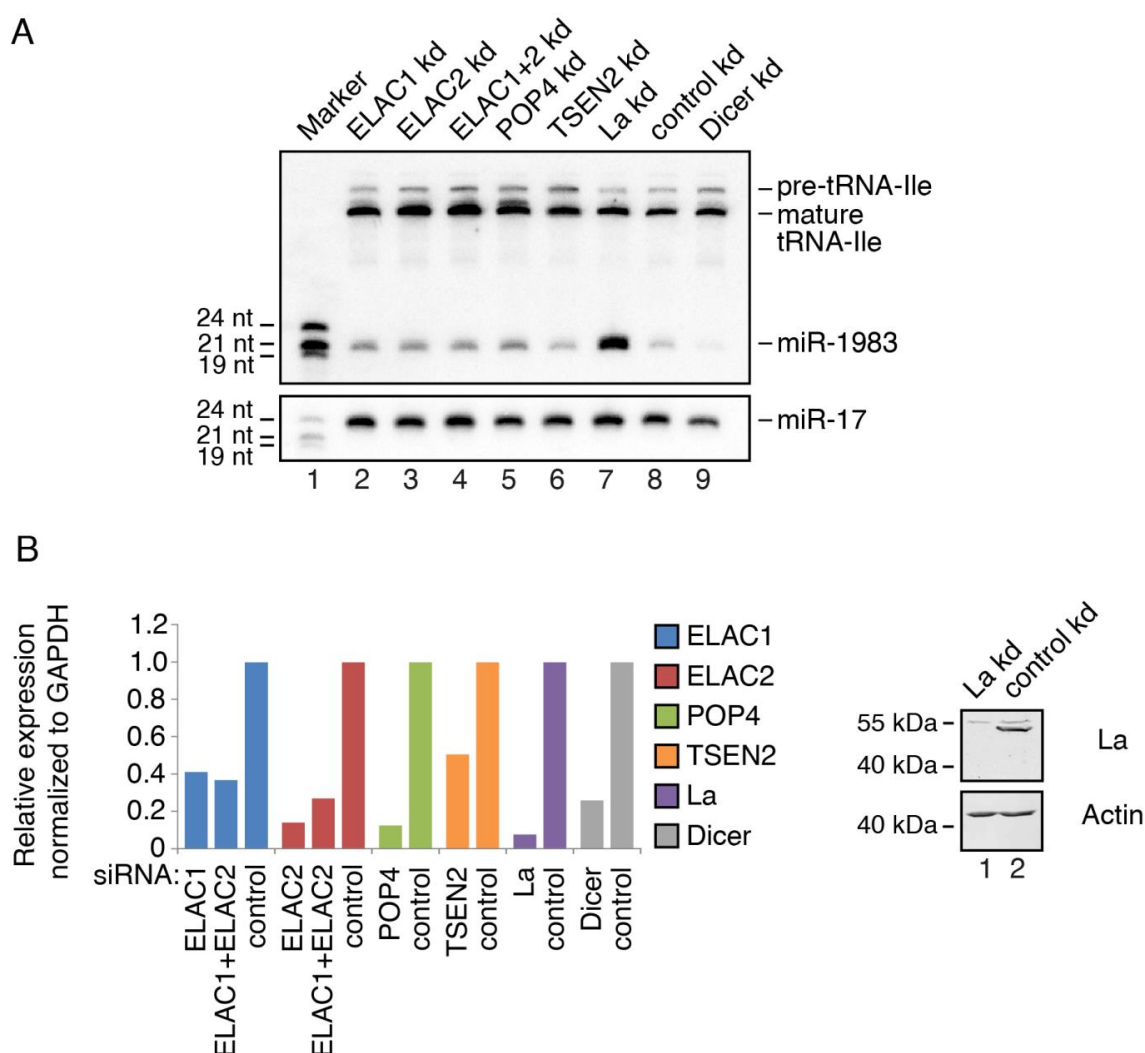 A
Marker
ELAC1 kd
ELAC2 kd
ELAC1+2 kd
POP4 kd
TSEN2 kd
La kd
control kd
Dicer kd
pre-tRNA-Ile
mature
tRNA-Ile
24 nt
21 nt
19 nt
miR-1983
24 nt
21 nt
19 nt
miR-17
1 2 3 4 5 6 7 8 9
B
Relative expression
normalized to GAPDH
1.2
1.0
0.8
0.6
0.4
0.2
0
siRNA:
ELAC1
ELAC1+ELAC2
control
ELAC2
ELAC1+ELAC2
control
POP4
control
TSEN2
control
La
control
Dicer
control
ELAC1
ELAC2
POP4
TSEN2
La
Dicer
La kd
control kd
55 kDa
40 kDa
La
40 kDa
Actin
1 2